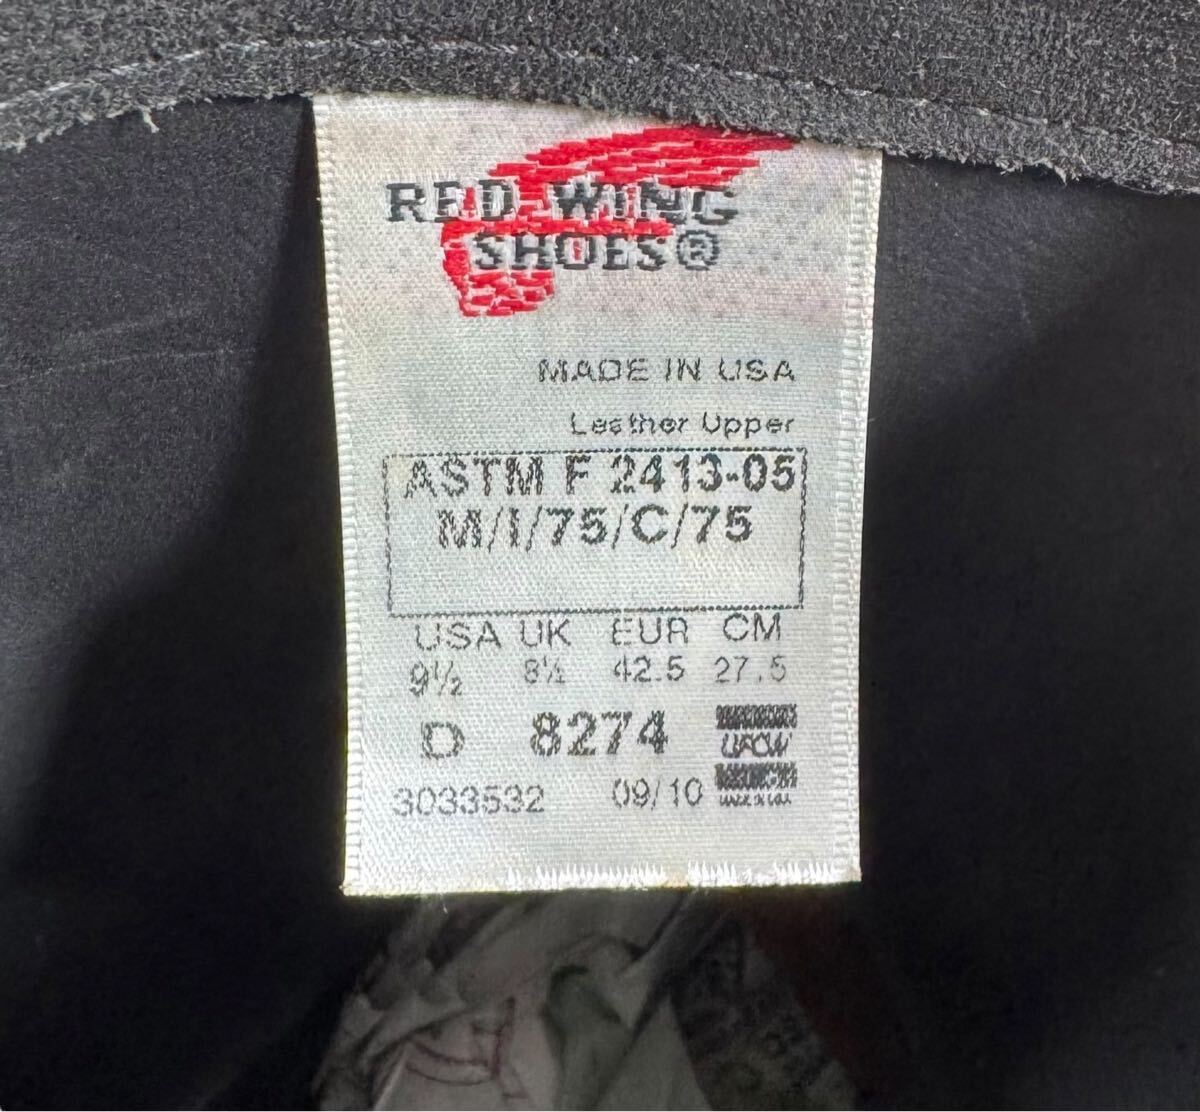 RED WING
SHOES®
MADE IN USA
Leather Upper
ASTM F 2413-05
M/I/75/C/75
USA UK EUR CM
9½ 8½ 42.5 27.5
D 8274
UFCW
3033532 09/10